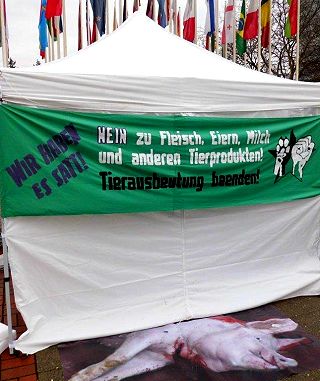 WIR HABEN
ES SATT!
NEIN zu Fleisch, Eiern, Milch
und anderen Tierprodukten!
Tierausbeutung beenden!